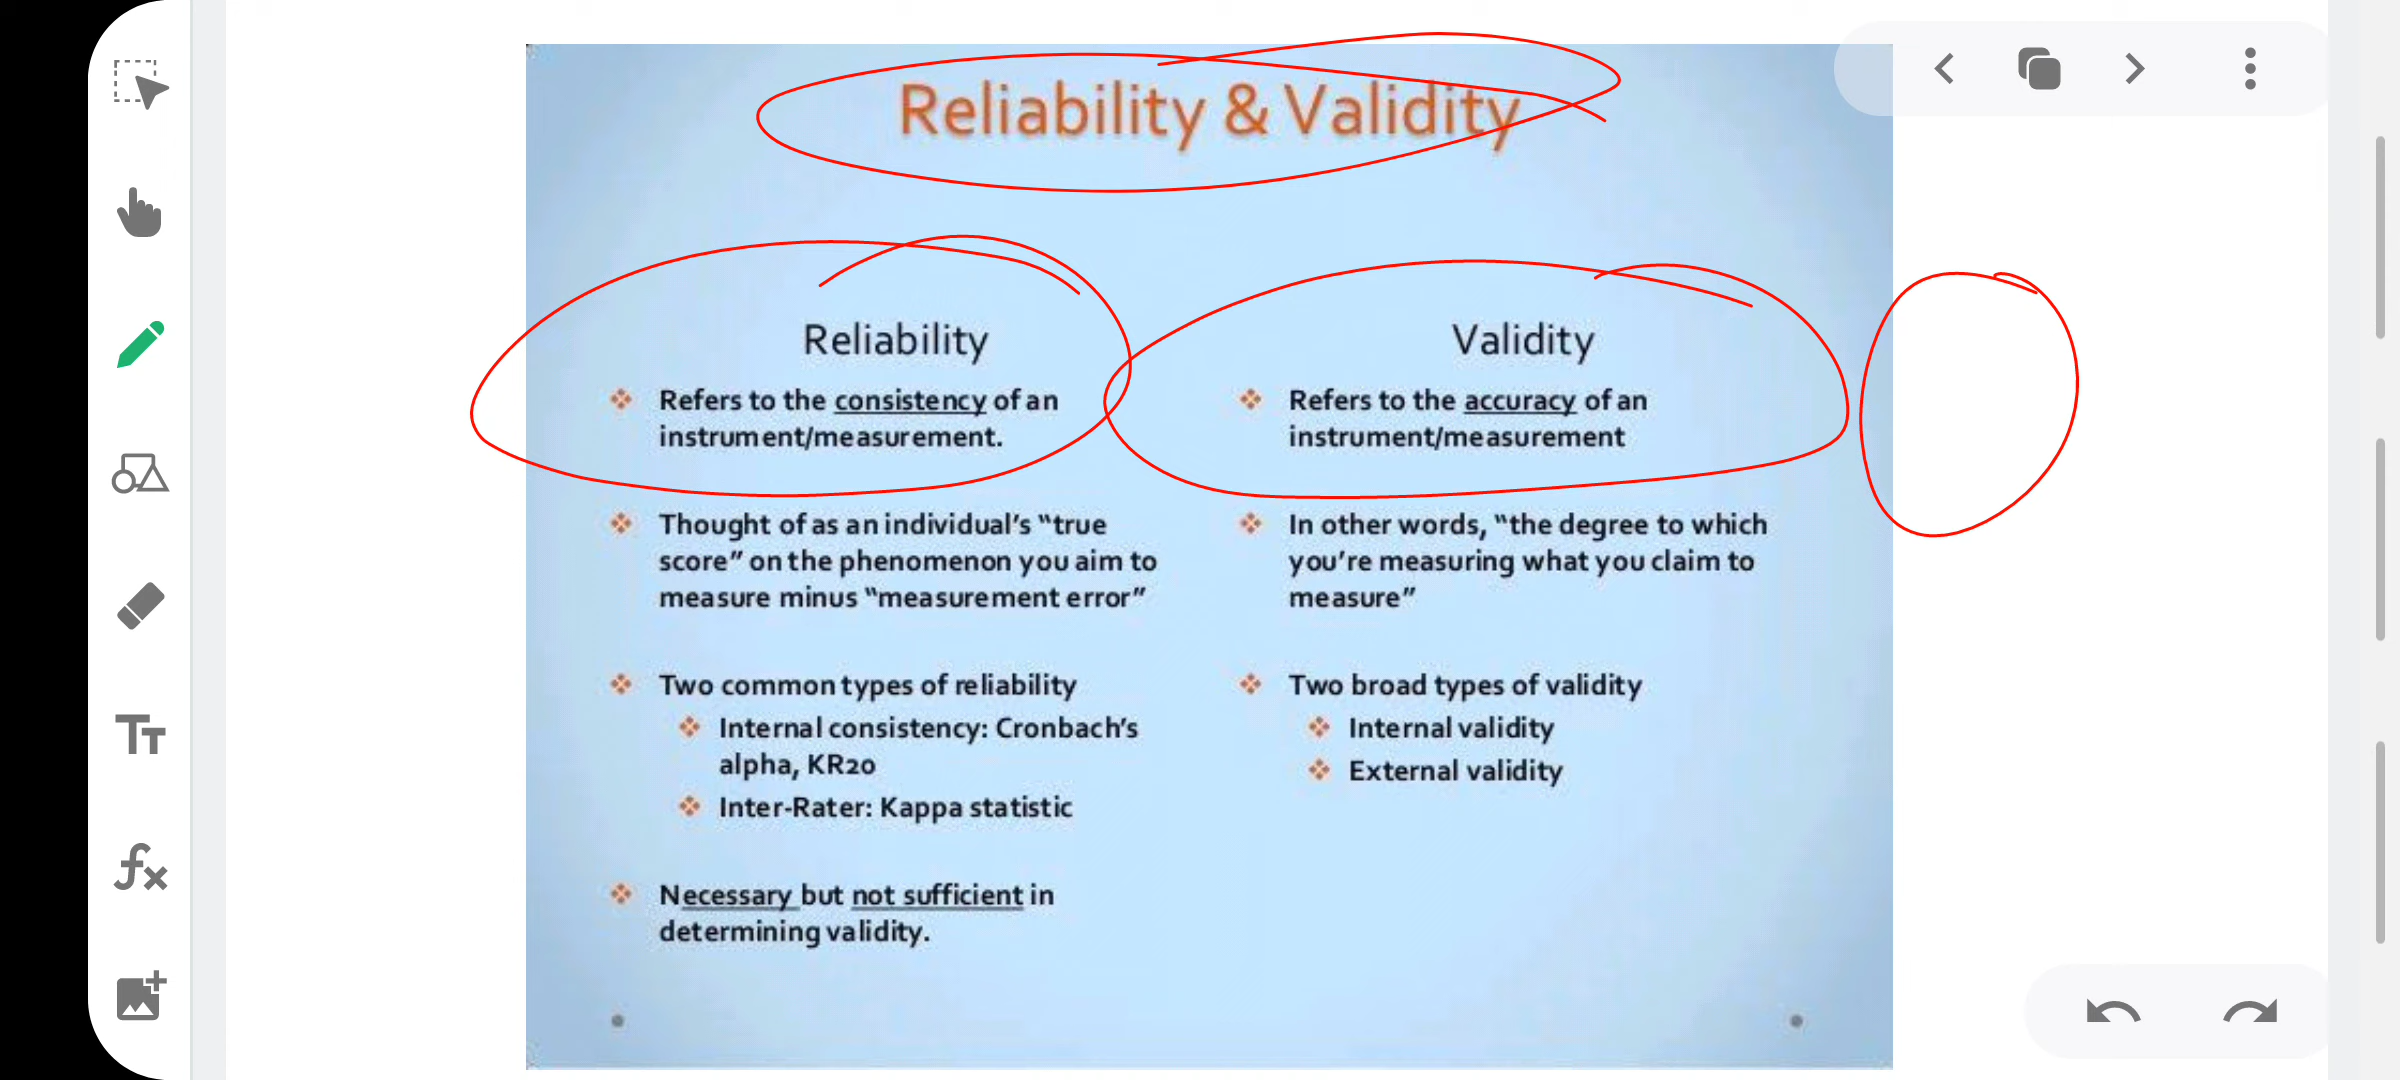 Reliability & Validity
Reliability
Refers to the consistency of an
instrument/measurement.
Thought of as an individual's "true
score" on the phenomenon you aim to
measure minus "measurement error"
Two common types of reliability
Internal consistency: Cronbach's
alpha, KR20
Inter-Rater: Kappa statistic
Necessary but not sufficient in
determining validity.
Validity
Refers to the accuracy of an
instrument/measurement
In other words, "the degree to which
you're measuring what you claim to
measure"
Two broad types of validity
Internal validity
External validity
Tт
fx